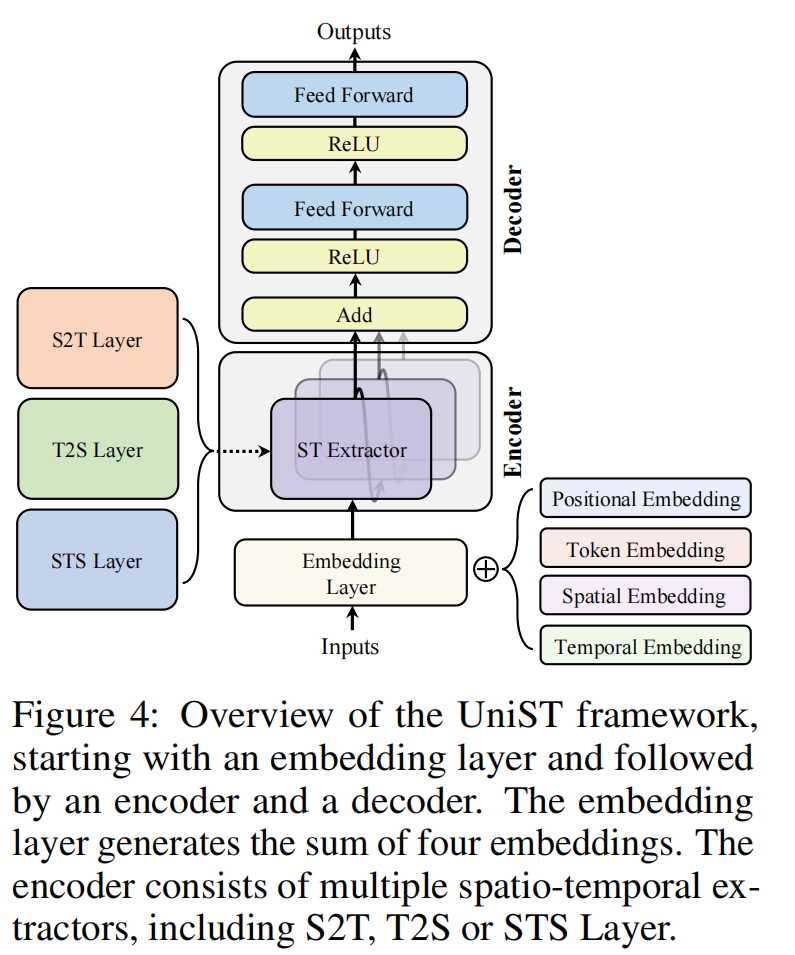 Outputs
Feed Forward
ReLU
Feed Forward
ReLU
Add
Decoder
S2T Layer
T2S Layer
STS Layer
ST Extractor
Encoder
Embedding
Layer
Inputs
Positional Embedding
Token Embedding
Spatial Embedding
Temporal Embedding
Figure 4: Overview of the UniST framework,
starting with an embedding layer and followed
by an encoder and a decoder. The embedding
layer generates the sum of four embeddings. The
encoder consists of multiple spatio-temporal ex-
tractors, including S2T, T2S or STS Layer.